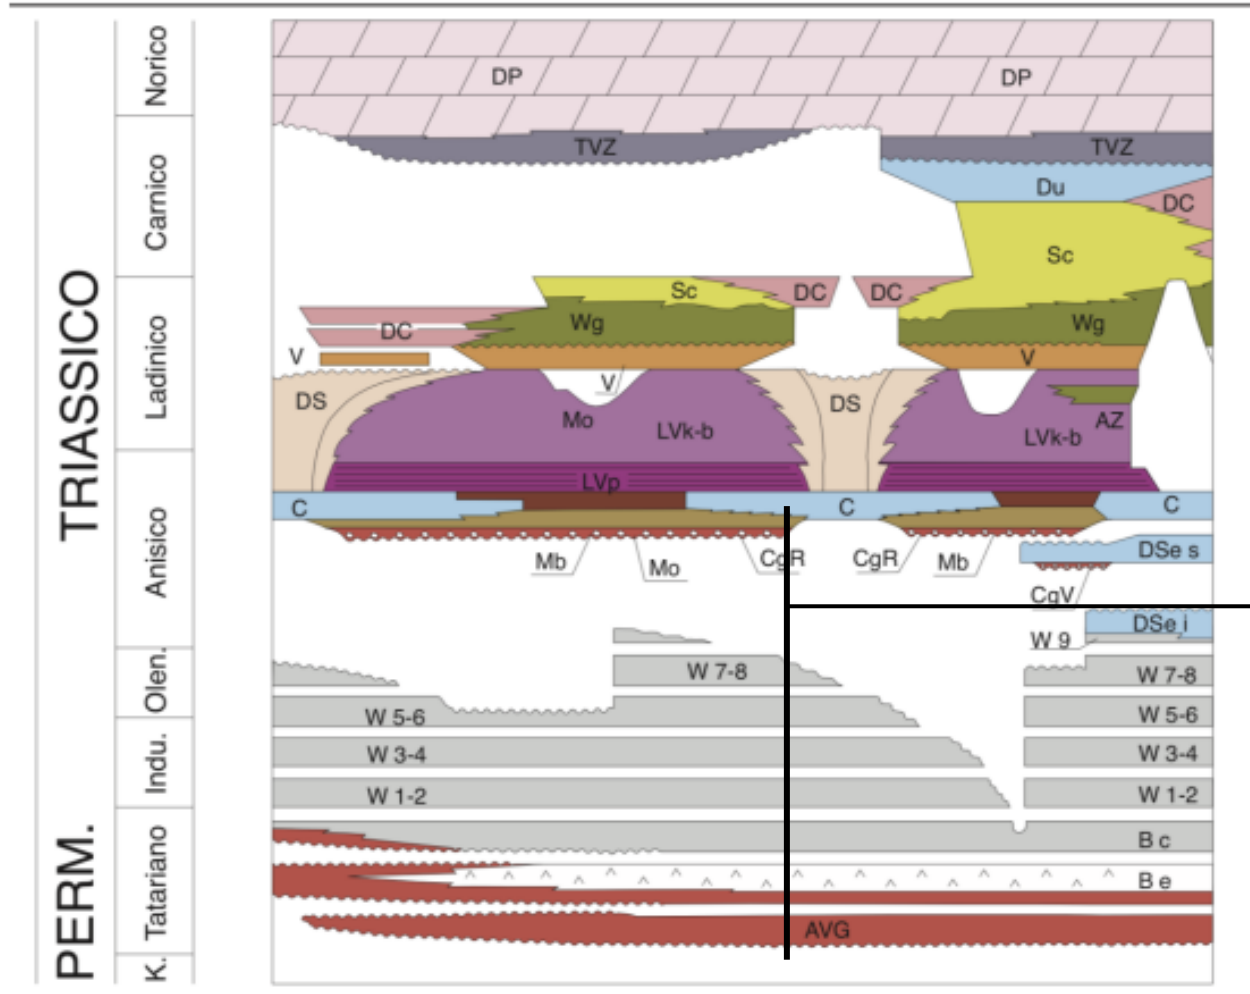 Norico
DP DP
TVZ TVZ
Carnico
Du
DC
Sc
TRIASSICO
Sc DC DC
Wg Wg
DC
Ladinico
V V
V
DS DS
Mo AZ
LVk-b LVk-b
LVp
C C C
Anisico
DSe s
Mb Mo CgR CgR Mb
CgV
DSe i
W 9
Olen.
W 7-8 W 7-8
W 5-6 W 5-6
Indu.
W 3-4 W 3-4
W 1-2 W 1-2
PERM.
Tatariano
B c
B e
AVG
K.